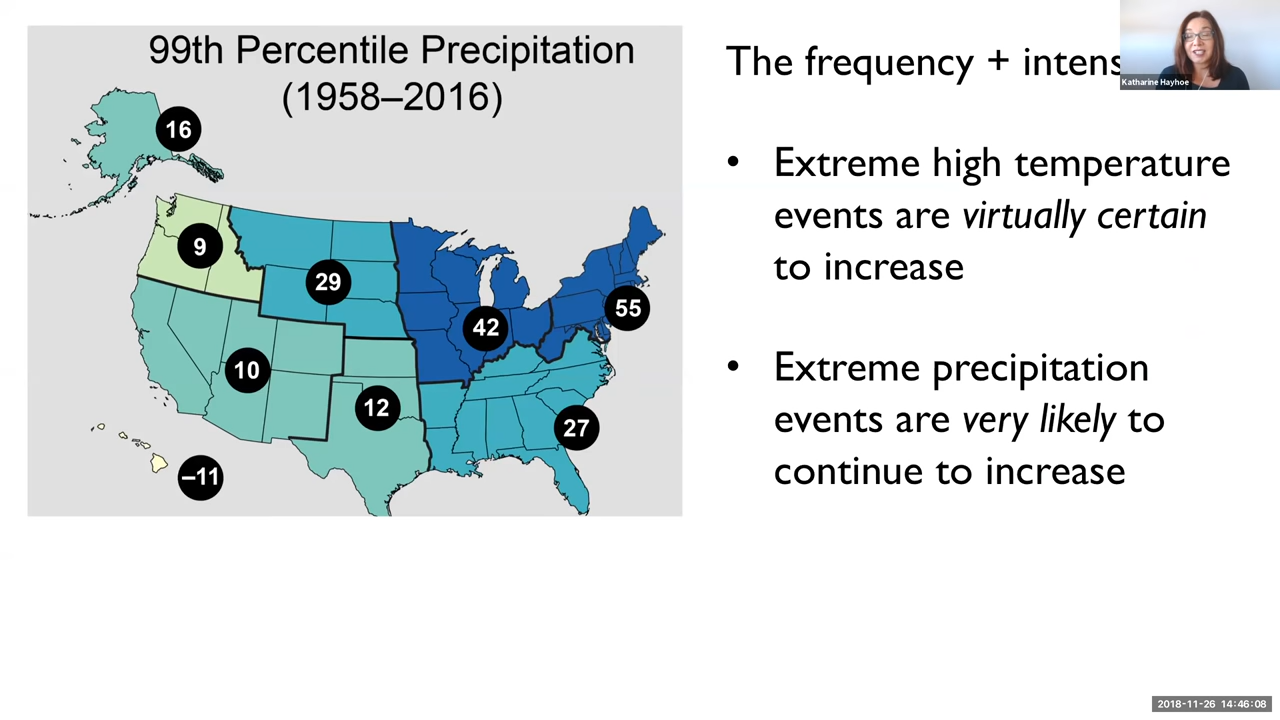 99th Percentile Precipitation
(1958–2016)
16
9
29
42
55
10
12
27
–11
The frequency + intens
• Extreme high temperature
events are virtually certain
to increase
• Extreme precipitation
events are very likely to
continue to increase
Katharine Hayhoe
2018-11-26 14:46:08